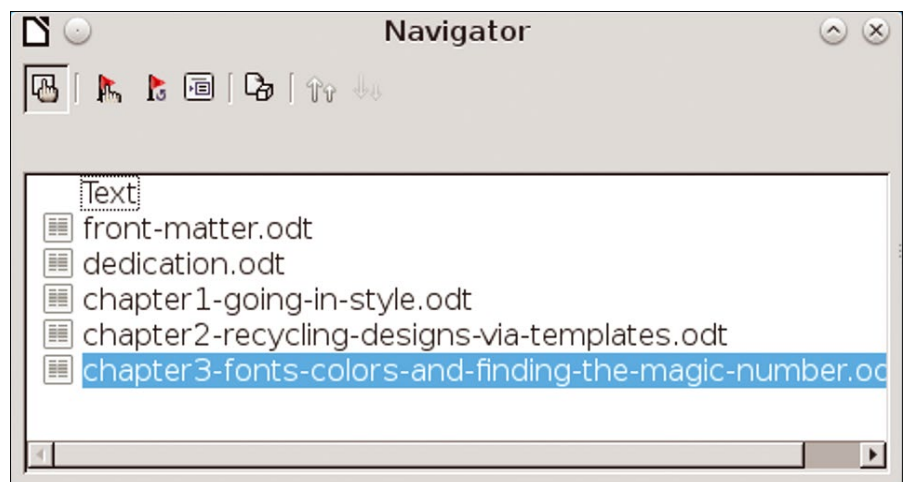 Navigator
Text
front-matter.odt
dedication.odt
chapter1-going-in-style.odt
chapter2-recycling-designs-via-templates.odt
chapter3-fonts-colors-and-finding-the-magic-number.od